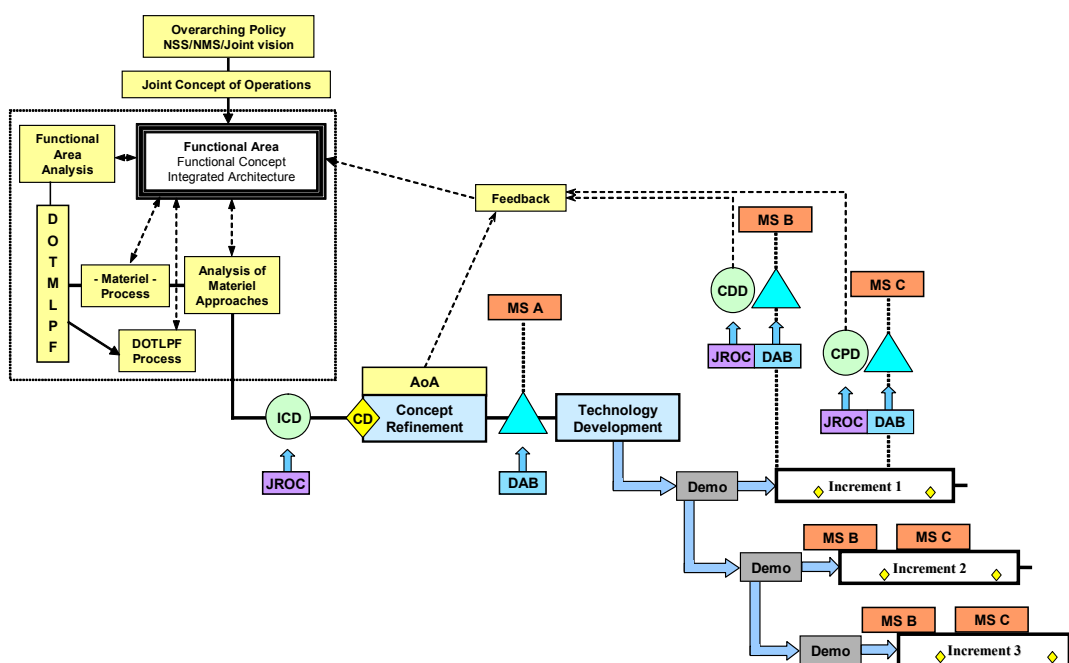 Overarching Policy
NSS/NMS/Joint vision
Joint Concept of Operations
Functional
Area
Analysis
Functional Area
Functional Concept
Integrated Architecture
Feedback
D
O
T
M
L
P
F
- Materiel -
Process
Analysis of
Materiel
Approaches
DOTLPF
Process
MS B
CDD
JROC
DAB
MS C
CPD
JROC
DAB
MS A
AoA
ICD
CD
Concept
Refinement
Technology
Development
JROC
DAB
Demo
Increment 1
MS B
MS C
Demo
Increment 2
MS B
MS C
Demo
Increment 3